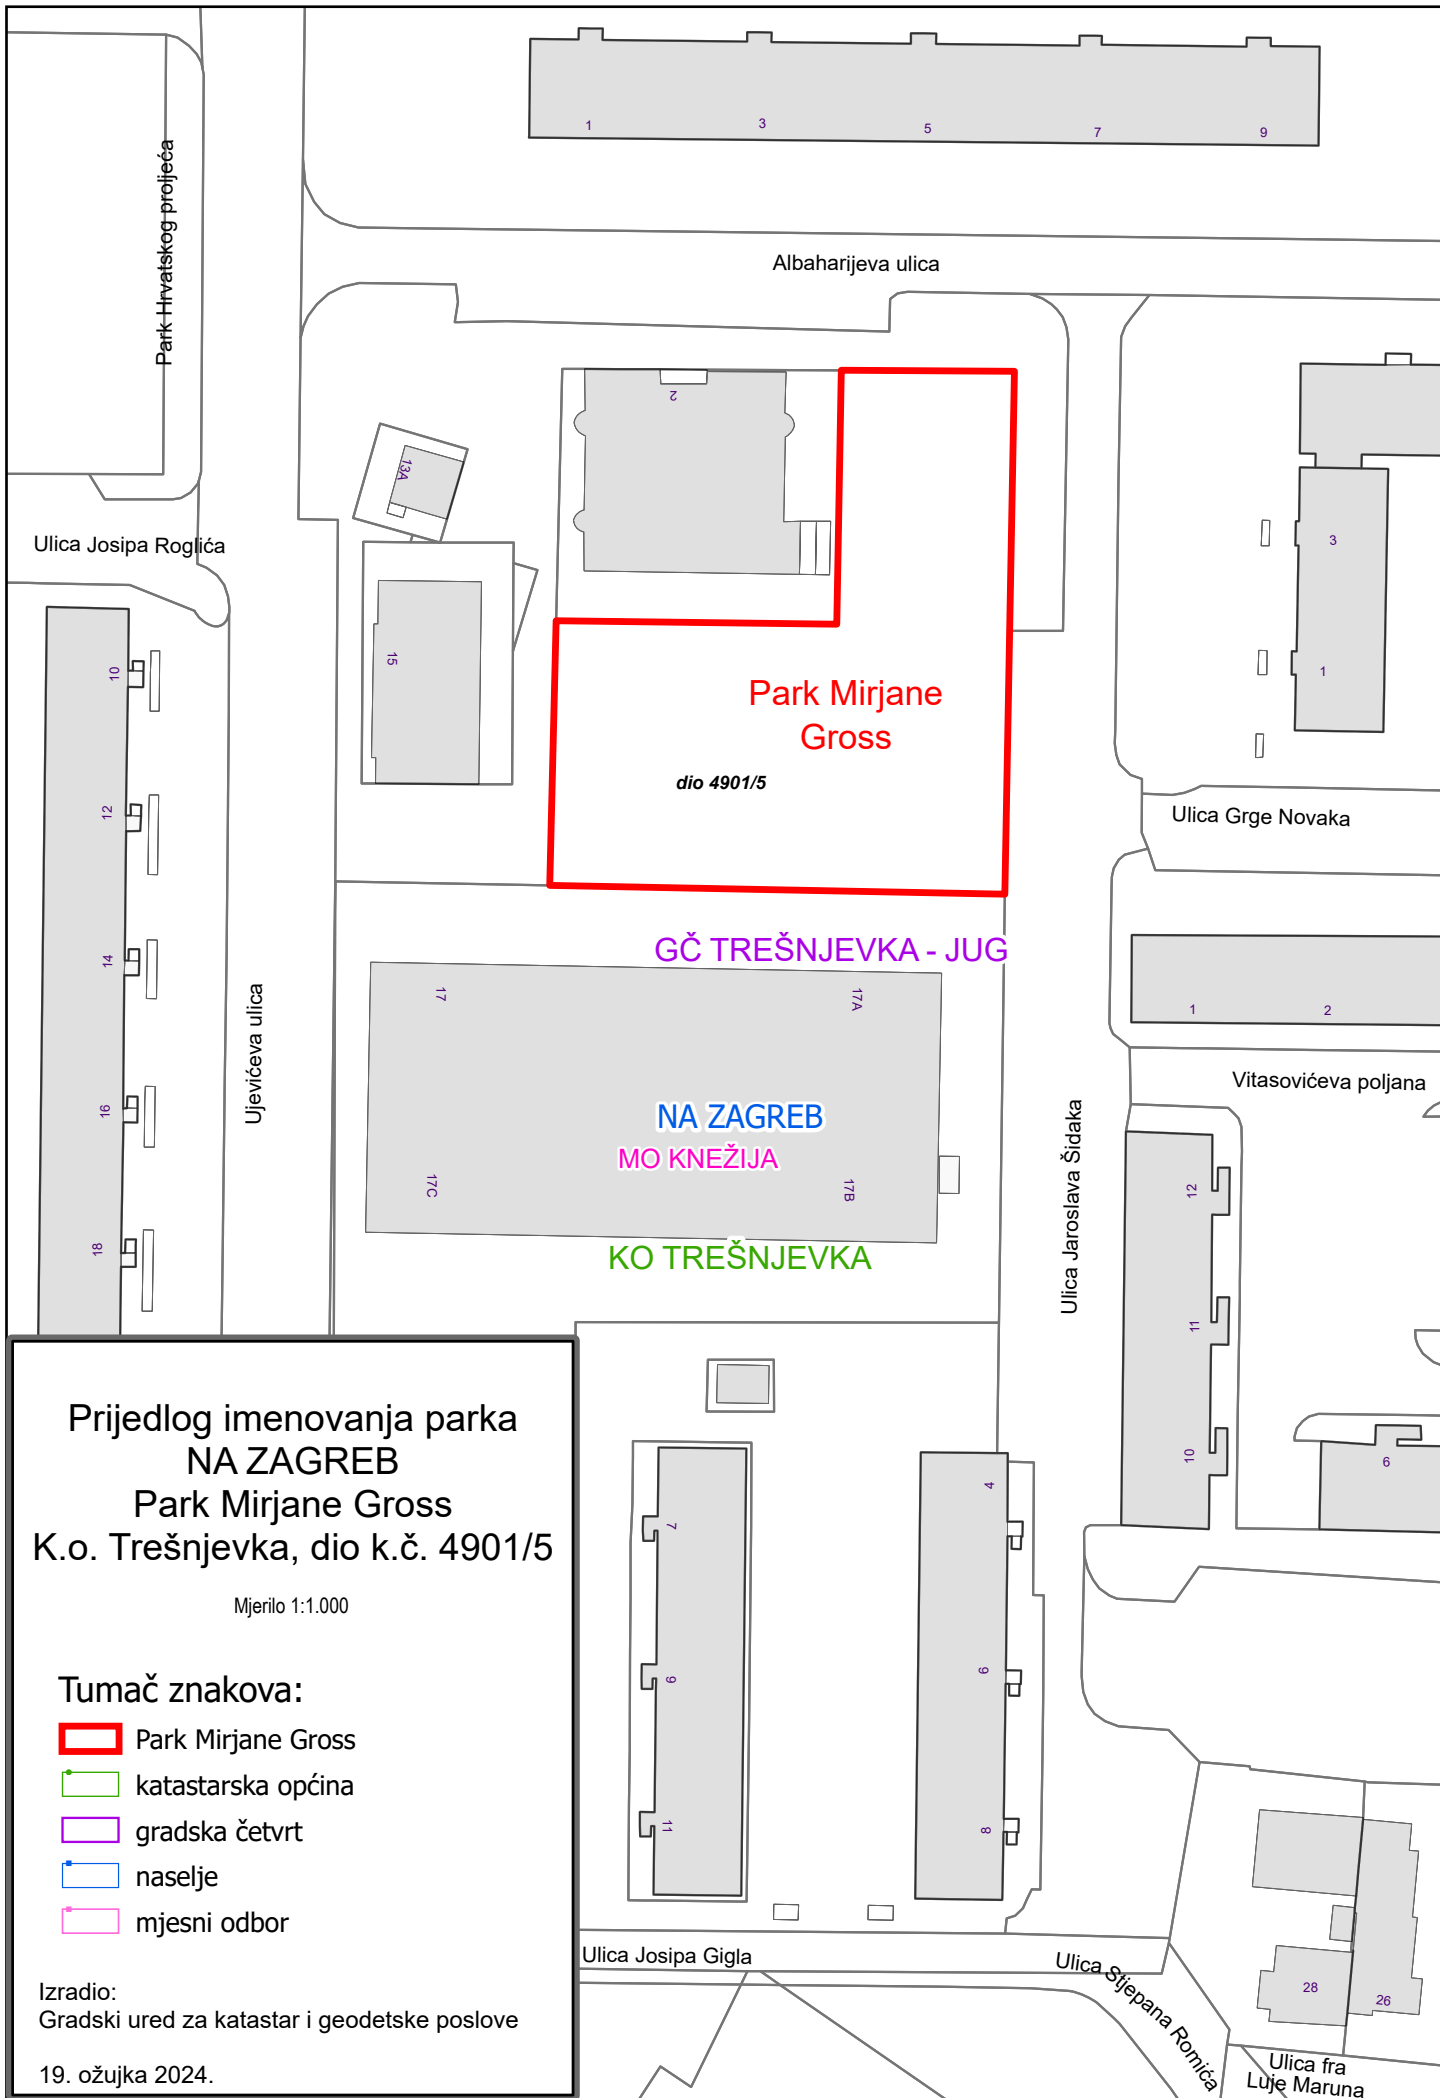 1
3
5
7
9
Park Hrvatskog proljeća
Albaharijeva ulica
2
13A
Ulica Josipa Roglića
3
10
15
1
Park Mirjane
Gross
dio 4901/5
12
Ulica Grge Novaka
GČ TREŠNJEVKA - JUG
14
17
17A
1
2
Ujevićeva ulica
Vitasovićeva poljana
16
NA ZAGREB
MO KNEŽIJA
17C
17B
Ulica Jaroslava Šidaka
12
18
KO TREŠNJEVKA
11
10
6
4
7
9
6
11
8
Prijedlog imenovanja parka
NA ZAGREB
Park Mirjane Gross
K.o. Trešnjevka, dio k.č. 4901/5
Mjerilo 1:1.000
Tumač znakova:
Park Mirjane Gross
katastarska općina
gradska četvrt
naselje
mjesni odbor
Izradio:
Gradski ured za katastar i geodetske poslove
19. ožujka 2024.
Ulica Josipa Gigla
Ulica Stjepana Romića
28
26
Ulica fra
Luje Maruna